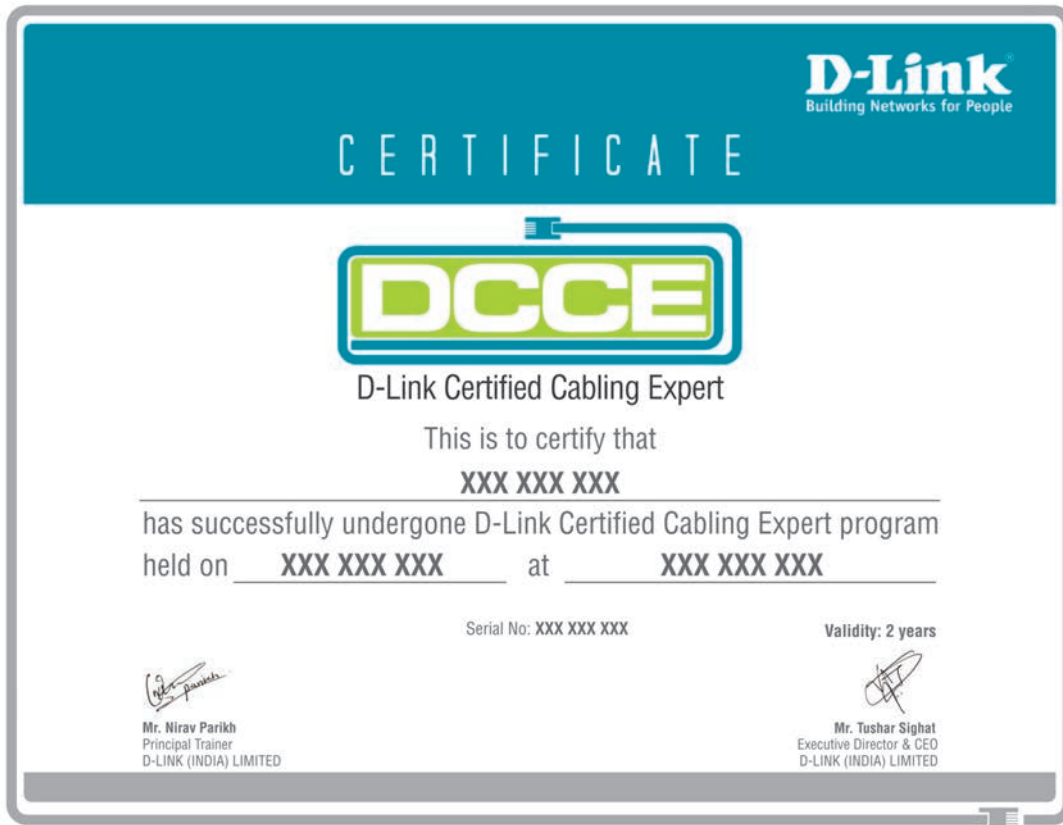 D-Link®
Building Networks for People
CERTIFICATE
DCCE
D-Link Certified Cabling Expert
This is to certify that
XXX XXX XXX
has successfully undergone D-Link Certified Cabling Expert program
held on XXX XXX XXX at XXX XXX XXX
Serial No: XXX XXX XXX
Validity: 2 years
Mr. Nirav Parikh
Principal Trainer
D-LINK (INDIA) LIMITED
Mr. Tushar Sighat
Executive Director & CEO
D-LINK (INDIA) LIMITED